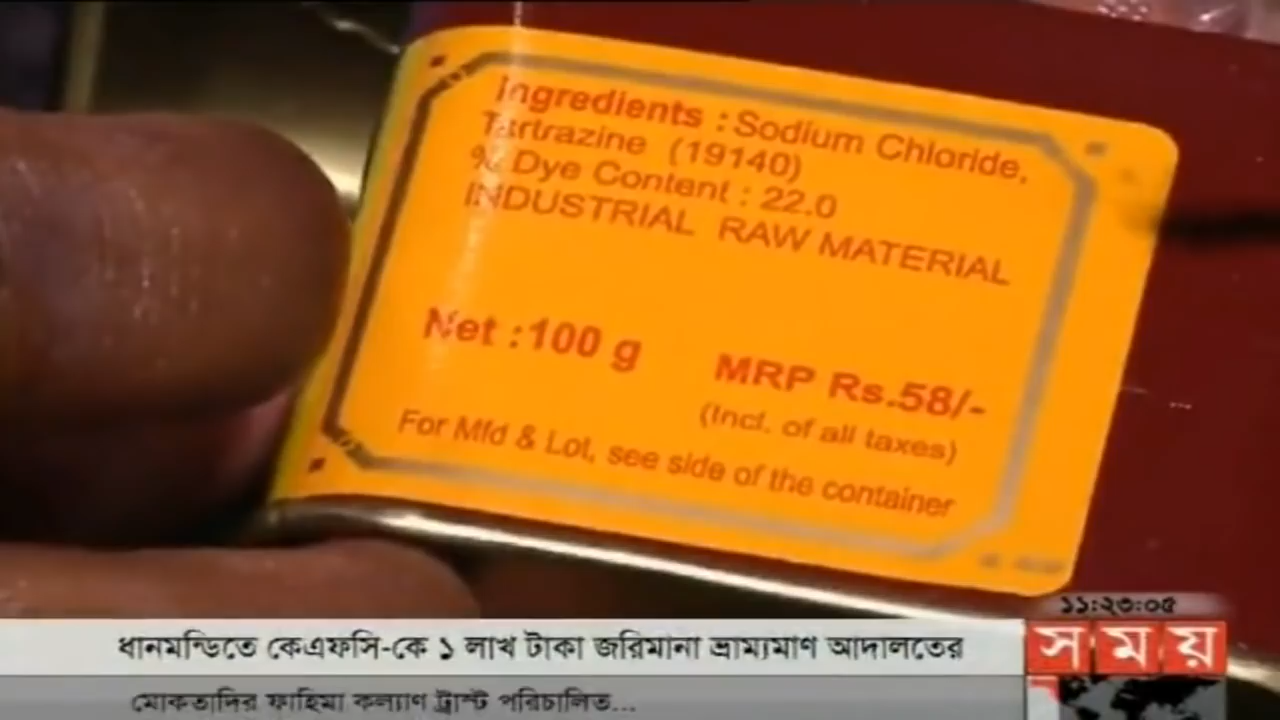 Ingredients : Sodium Chloride,
Tartrazine (19140)
% Dye Content : 22.0
INDUSTRIAL RAW MATERIAL
Net : 100 g MRP Rs.58/-
(Incl. of all taxes)
For Mfd & Lot, see side of the container
১১:২৩:০৫
ধানমন্ডিতে কেএফসি-কে ১ লাখ টাকা জরিমানা ভ্রাম্যমাণ আদালতের
সময়
মোকতাদির ফাহিমা কল্যাণ ট্রাস্ট পরিচালিত...